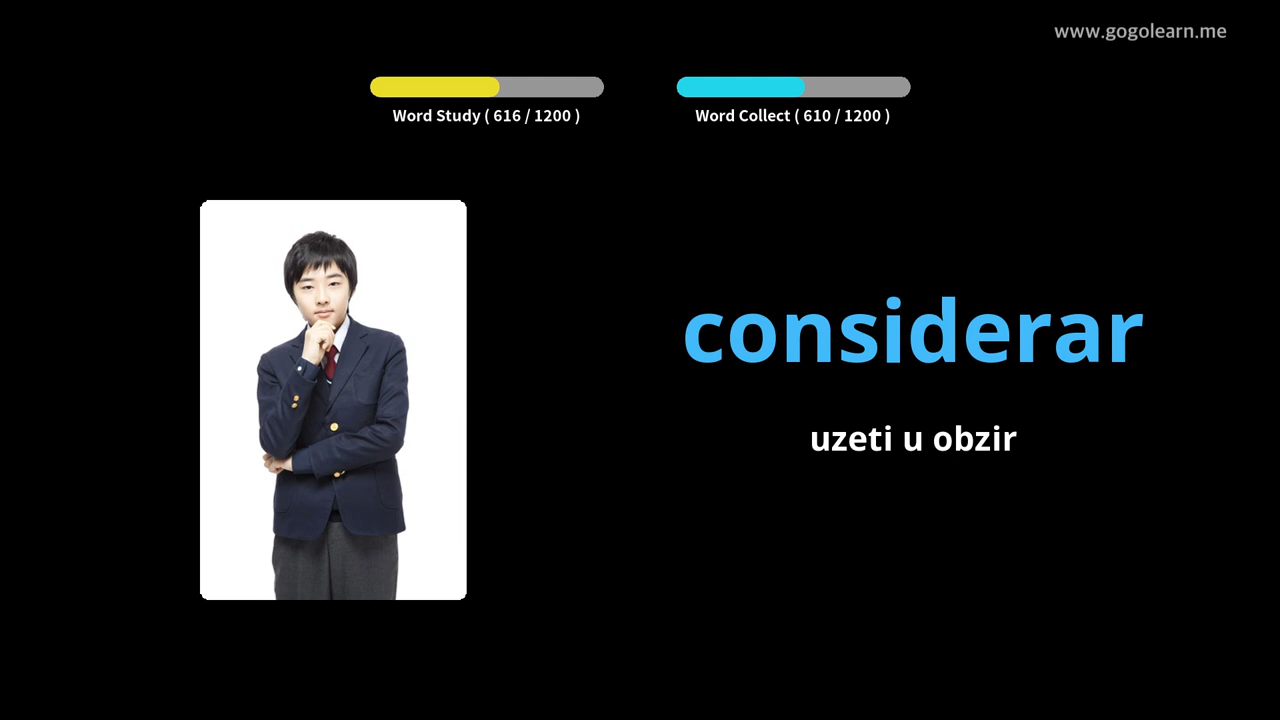 www.gogolearn.me
Word Study ( 616 / 1200 )
Word Collect ( 610 / 1200 )
considerar
uzeti u obzir